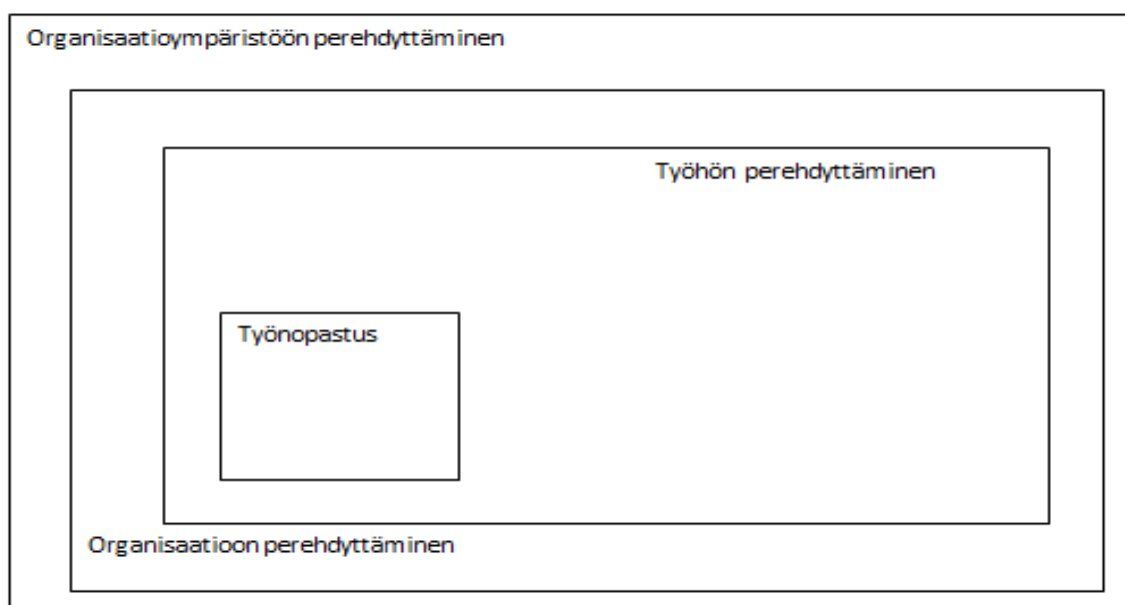 Organisaatioympäristöön perehdyttäminen
Työhön perehdyttäminen
Työnopastus
Organisaatioon perehdyttäminen